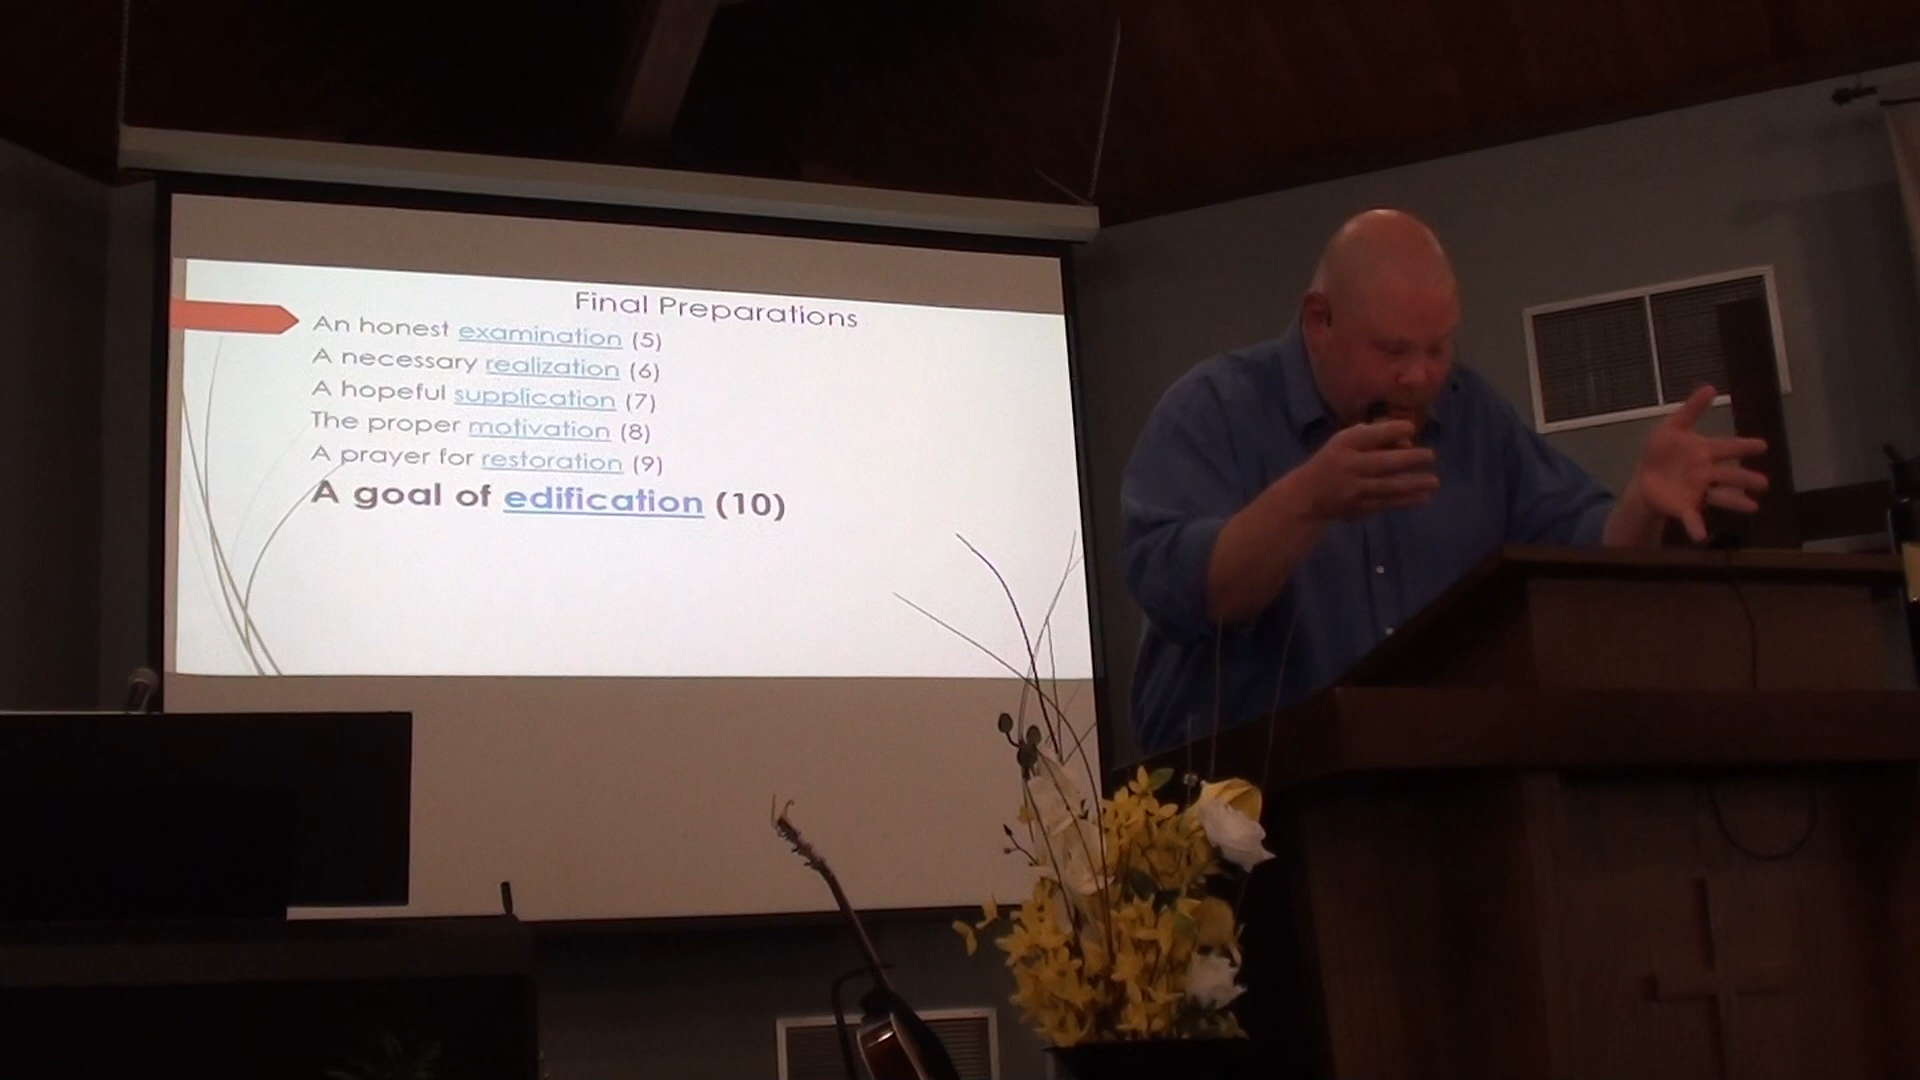 Final Preparations
An honest examination (5)
A necessary realization (6)
A hopeful supplication (7)
The proper motivation (8)
A prayer for restoration (9)
A goal of edification (10)